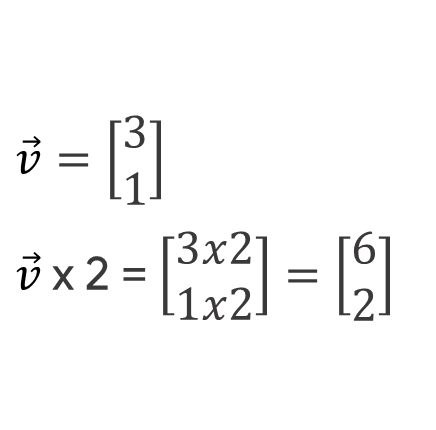 v⃗ = [3 1]
v⃗ x 2 = [3x2 1x2] = [6 2]